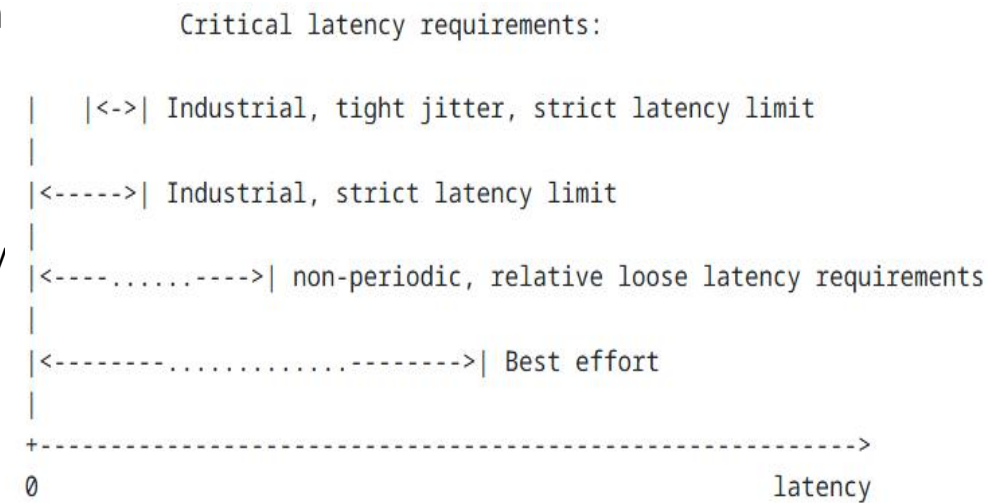 Critical latency requirements:
|   |<->| Industrial, tight jitter, strict latency limit
|
|<----->| Industrial, strict latency limit
|
|<----......---->| non-periodic, relative loose latency requirements
|
|<--------.............-------->| Best effort
|
+---------------------------------------------------------->
0                                                    latency